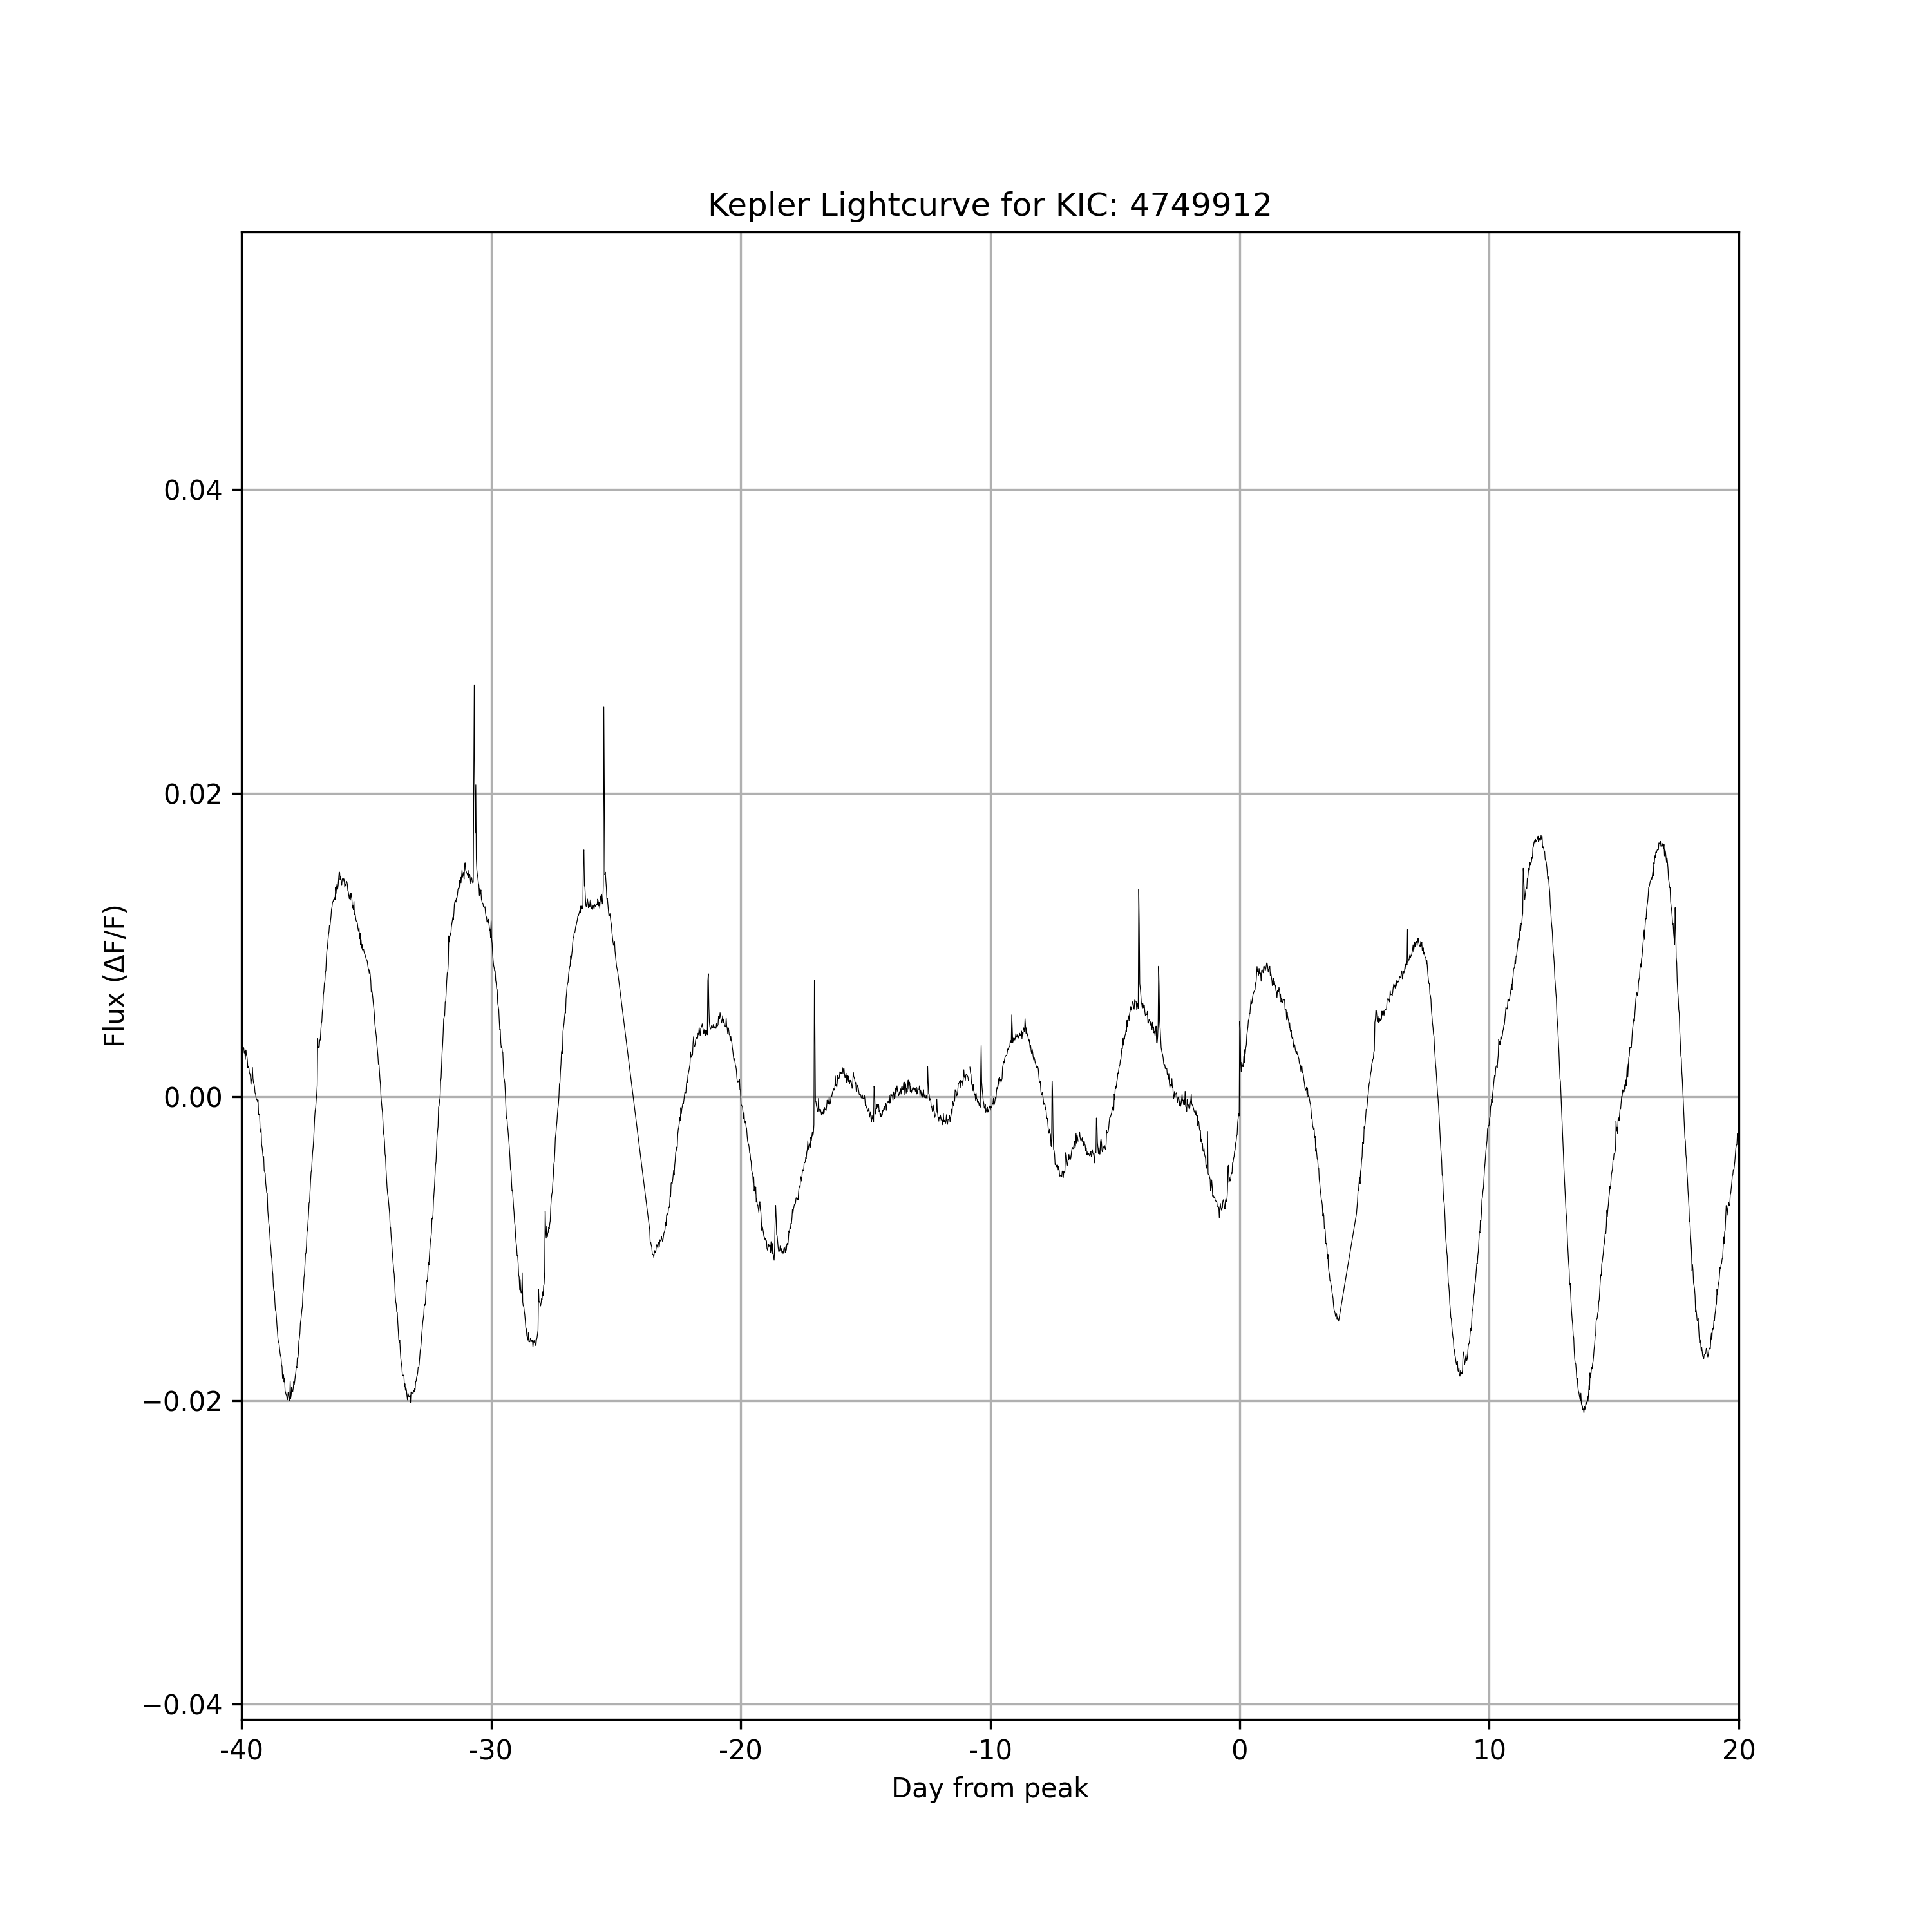 Kepler Lightcurve for KIC: 4749912
Flux (ΔF/F)
0.04
0.02
0.00
−0.02
−0.04
-40 -30 -20 -10 0 10 20
Day from peak